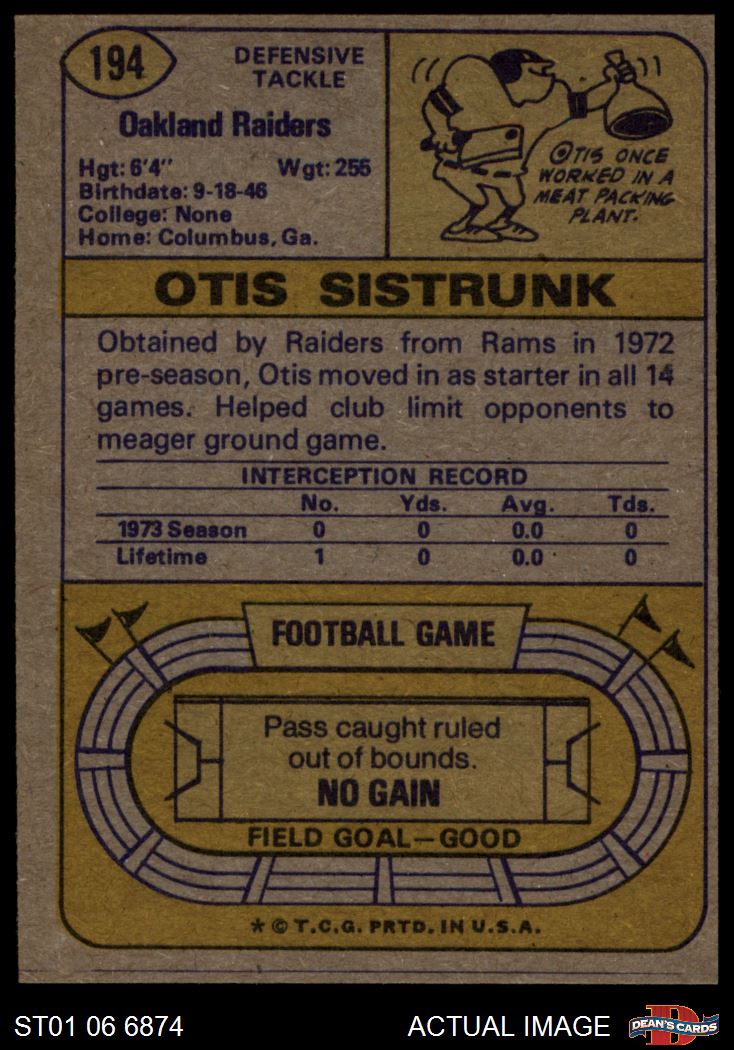 194
DEFENSIVE
TACKLE
Oakland Raiders
Hgt: 6'4" Wgt: 255
Birthdate: 9-18-46
College: None
Home: Columbus, Ga.
OTIS ONCE
WORKED IN A
MEAT PACKING
PLANT.
OTIS SISTRUNK
Obtained by Raiders from Rams in 1972
pre-season, Otis moved in as starter in all 14
games. Helped club limit opponents to
meager ground game.
INTERCEPTION RECORD
No. Yds. Avg. Tds.
1973 Season 0 0 0.0 0
Lifetime 1 0 0.0 0
FOOTBALL GAME
Pass caught ruled
out of bounds.
NO GAIN
FIELD GOAL—GOOD
* © T.C.G. PRTD. IN U.S.A.
ST01 06 6874 ACTUAL IMAGE D DEAN'S CARDS